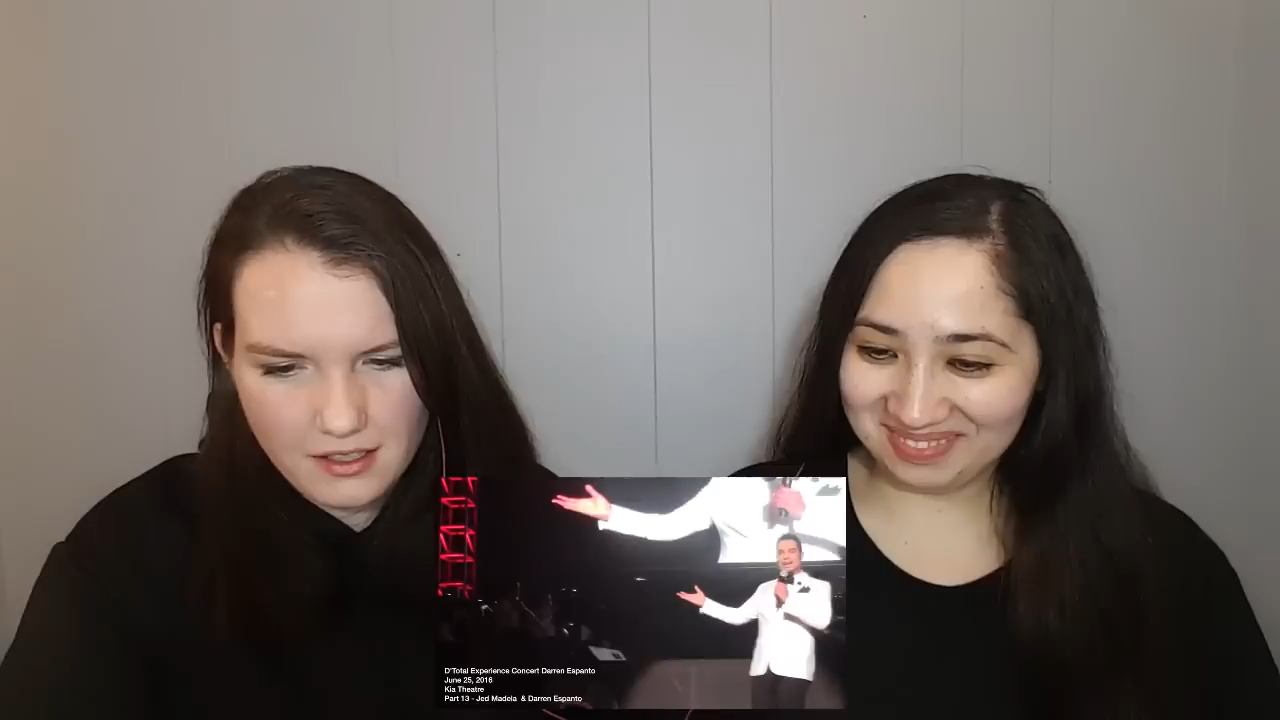 D'Total Experience Concert Darren Espanto
June 25, 2016
Kia Theatre
Part 13 - Jed Madela & Darren Espanto